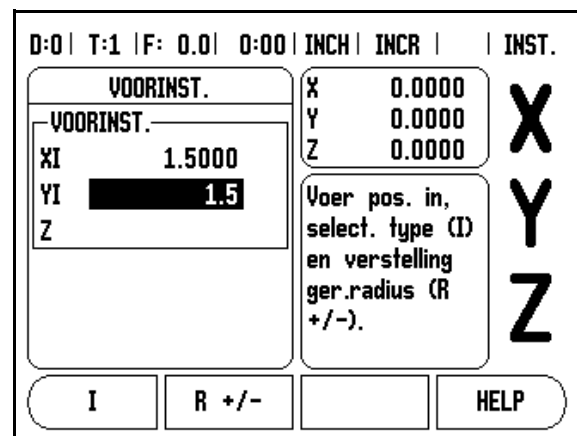 D:0 | T:1 | F: 0.0 | 0:00 | INCH | INCR | | INST.
VOORINST.
VOORINST.
XI 1.5000
YI 1.5
Z
X 0.0000
Y 0.0000
Z 0.0000
Voer pos. in,
select. type (I)
en verstelling
ger.radius (R
+/-).
X
Y
Z
I R +/- HELP